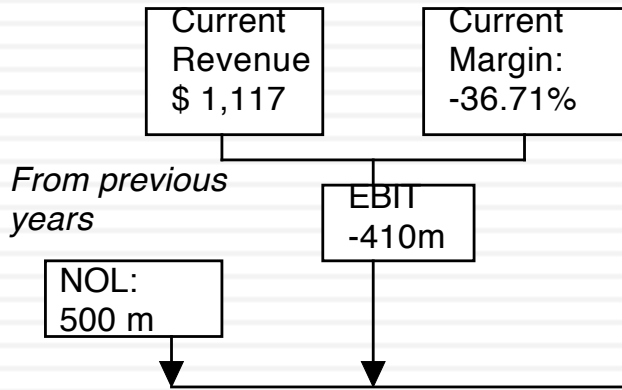 Current
Revenue
$ 1,117
Current
Margin:
-36.71%
From previous
years
EBIT
-410m
NOL:
500 m